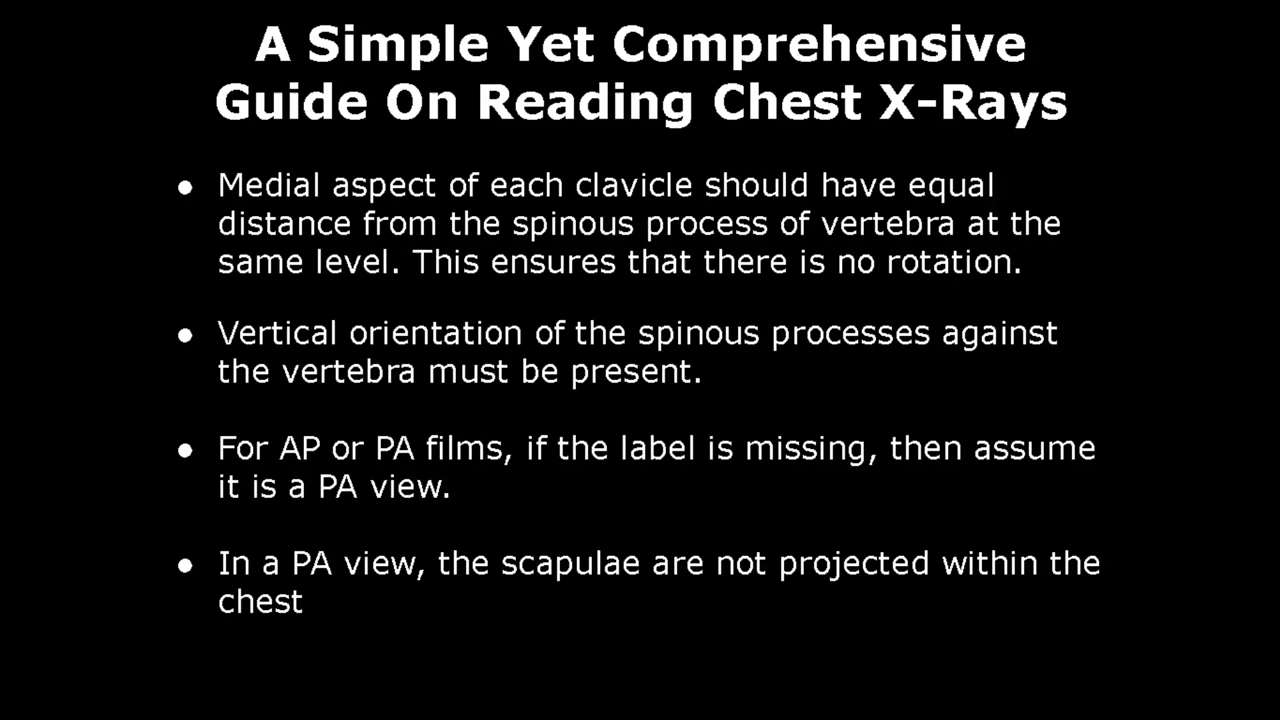 A Simple Yet Comprehensive
Guide On Reading Chest X-Rays
● Medial aspect of each clavicle should have equal
distance from the spinous process of vertebra at the
same level. This ensures that there is no rotation.
● Vertical orientation of the spinous processes against
the vertebra must be present.
● For AP or PA films, if the label is missing, then assume
it is a PA view.
● In a PA view, the scapulae are not projected within the
chest